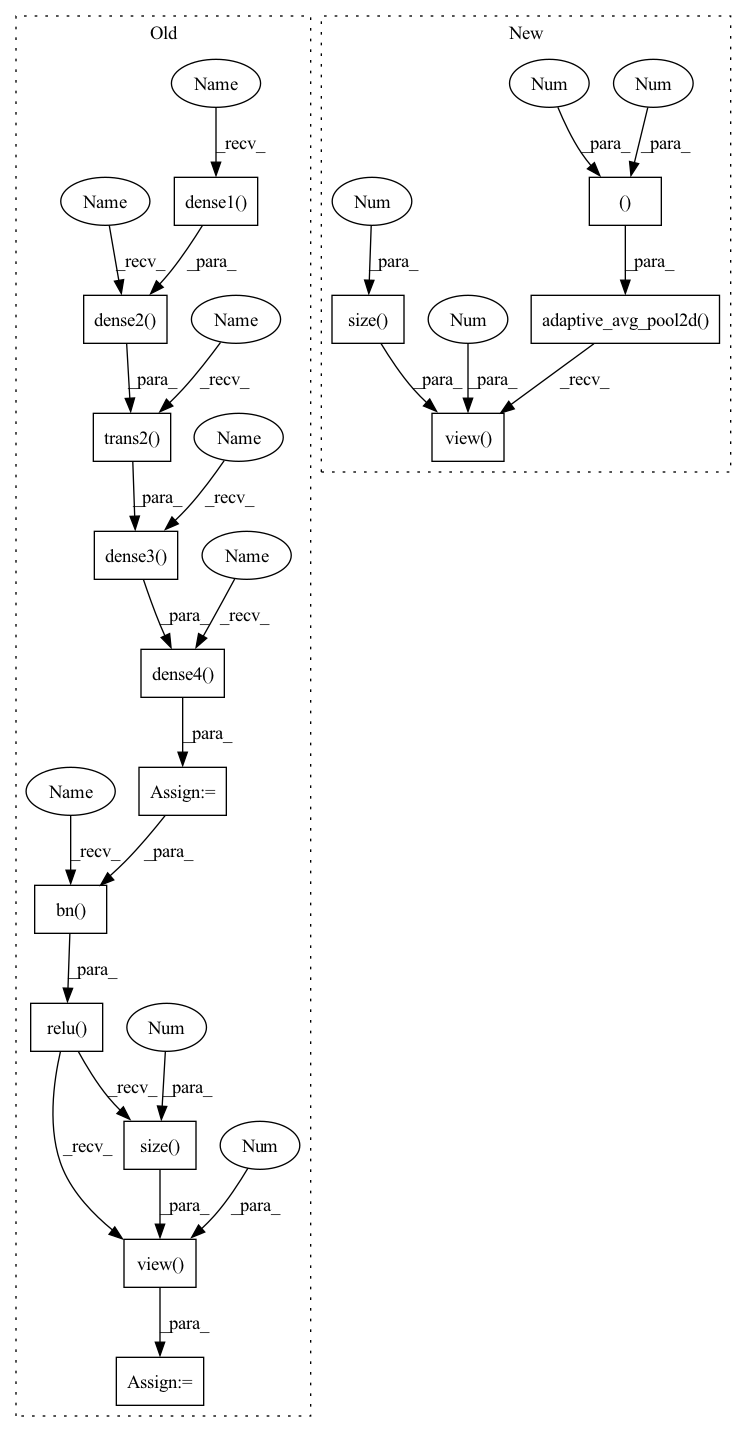 Old
New
Name
Num
Num
_recv_
_para_
_para_
Name
dense1()
Num
()
_recv_
_para_
_para_
_para_
dense2()
Name
size()
Num
adaptive_avg_pool2d()
_para_
_recv_
_para_
_para_
_recv_
trans2()
Name
view()
_para_
_recv_
dense3()
Name
_para_
_recv_
dense4()
_para_
Name
Assign:=
_recv_
_para_
bn()
_para_
relu()
Num
_recv_
_para_
size()
Num
_recv_
_para_
_para_
view()
_para_
Assign:=